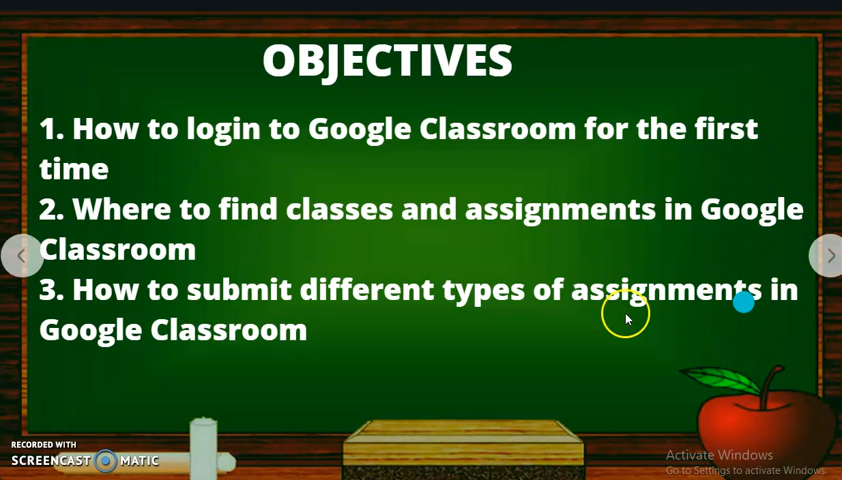 OBJECTIVES
1. How to login to Google Classroom for the first
time
2. Where to find classes and assignments in Google
Classroom
3. How to submit different types of assignments in
Google Classroom
RECORDED WITH
SCREENCAST MATIC
Activate Windows
Go to Settings to activate Windows.